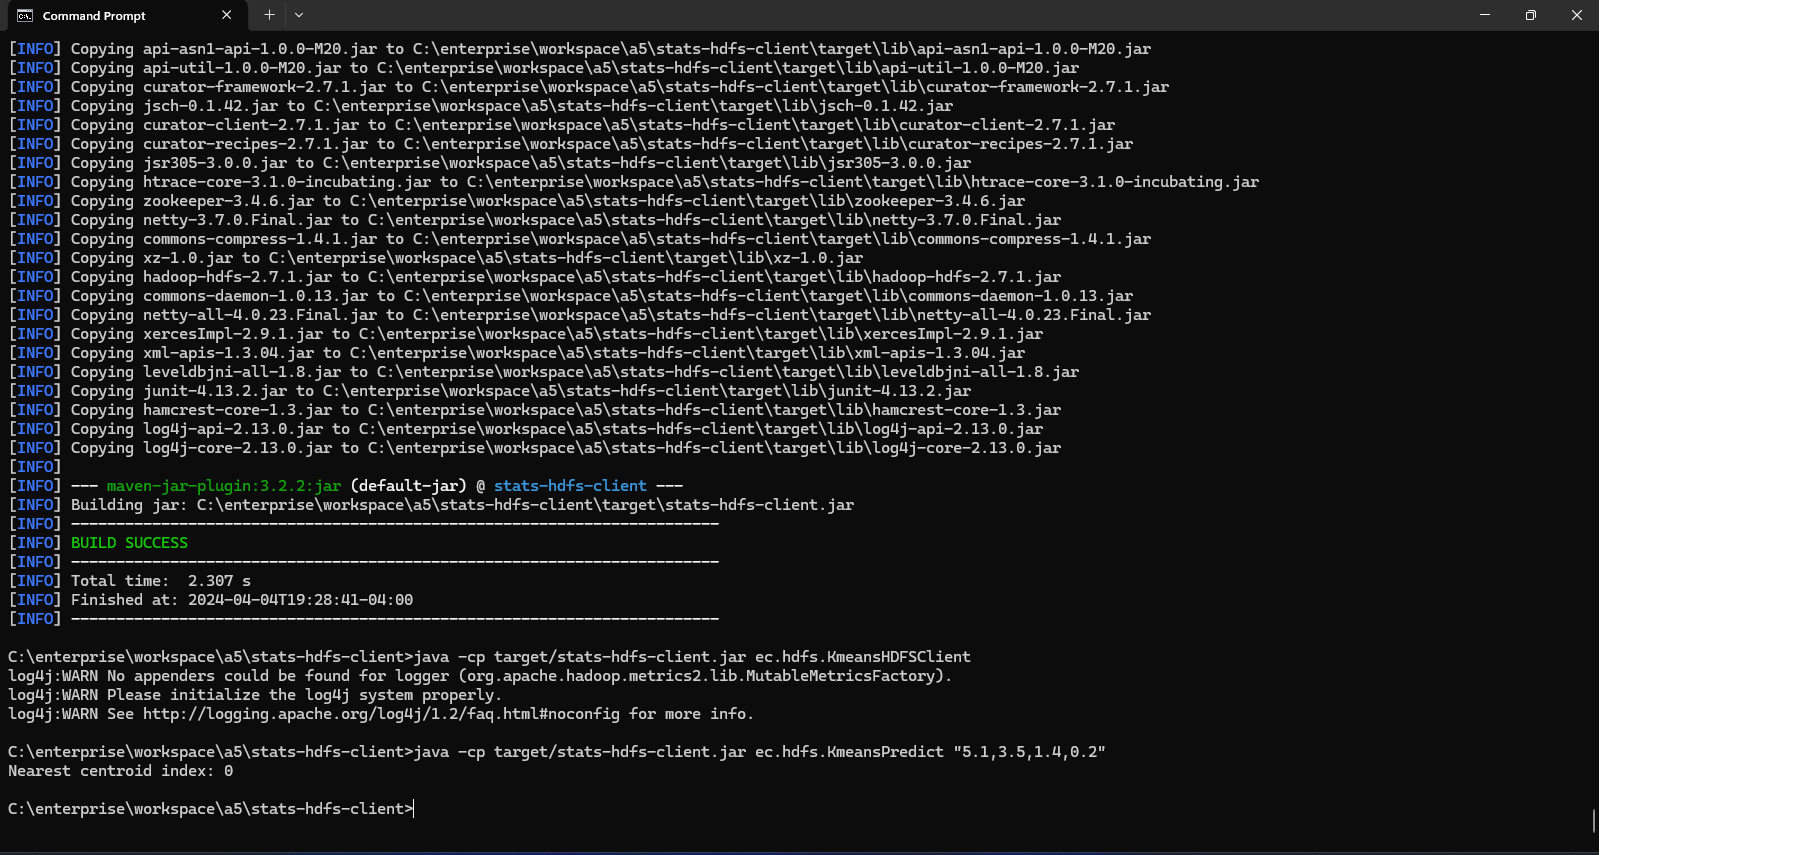 Command Prompt
[INFO] Copying api-asn1-api-1.0.0-M20.jar to C:\enterprise\workspace\a5\stats-hdfs-client\target\lib\api-asn1-api-1.0.0-M20.jar
[INFO] Copying api-util-1.0.0-M20.jar to C:\enterprise\workspace\a5\stats-hdfs-client\target\lib\api-util-1.0.0-M20.jar
[INFO] Copying curator-framework-2.7.1.jar to C:\enterprise\workspace\a5\stats-hdfs-client\target\lib\curator-framework-2.7.1.jar
[INFO] Copying jsch-0.1.42.jar to C:\enterprise\workspace\a5\stats-hdfs-client\target\lib\jsch-0.1.42.jar
[INFO] Copying curator-client-2.7.1.jar to C:\enterprise\workspace\a5\stats-hdfs-client\target\lib\curator-client-2.7.1.jar
[INFO] Copying curator-recipes-2.7.1.jar to C:\enterprise\workspace\a5\stats-hdfs-client\target\lib\curator-recipes-2.7.1.jar
[INFO] Copying jsr305-3.0.0.jar to C:\enterprise\workspace\a5\stats-hdfs-client\target\lib\jsr305-3.0.0.jar
[INFO] Copying htrace-core-3.1.0-incubating.jar to C:\enterprise\workspace\a5\stats-hdfs-client\target\lib\htrace-core-3.1.0-incubating.jar
[INFO] Copying zookeeper-3.4.6.jar to C:\enterprise\workspace\a5\stats-hdfs-client\target\lib\zookeeper-3.4.6.jar
[INFO] Copying netty-3.7.0.Final.jar to C:\enterprise\workspace\a5\stats-hdfs-client\target\lib\netty-3.7.0.Final.jar
[INFO] Copying commons-compress-1.4.1.jar to C:\enterprise\workspace\a5\stats-hdfs-client\target\lib\commons-compress-1.4.1.jar
[INFO] Copying xz-1.0.jar to C:\enterprise\workspace\a5\stats-hdfs-client\target\lib\xz-1.0.jar
[INFO] Copying hadoop-hdfs-2.7.1.jar to C:\enterprise\workspace\a5\stats-hdfs-client\target\lib\hadoop-hdfs-2.7.1.jar
[INFO] Copying commons-daemon-1.0.13.jar to C:\enterprise\workspace\a5\stats-hdfs-client\target\lib\commons-daemon-1.0.13.jar
[INFO] Copying netty-all-4.0.23.Final.jar to C:\enterprise\workspace\a5\stats-hdfs-client\target\lib\netty-all-4.0.23.Final.jar
[INFO] Copying xercesImpl-2.9.1.jar to C:\enterprise\workspace\a5\stats-hdfs-client\target\lib\xercesImpl-2.9.1.jar
[INFO] Copying xml-apis-1.3.04.jar to C:\enterprise\workspace\a5\stats-hdfs-client\target\lib\xml-apis-1.3.04.jar
[INFO] Copying leveldbjni-all-1.8.jar to C:\enterprise\workspace\a5\stats-hdfs-client\target\lib\leveldbjni-all-1.8.jar
[INFO] Copying junit-4.13.2.jar to C:\enterprise\workspace\a5\stats-hdfs-client\target\lib\junit-4.13.2.jar
[INFO] Copying hamcrest-core-1.3.jar to C:\enterprise\workspace\a5\stats-hdfs-client\target\lib\hamcrest-core-1.3.jar
[INFO] Copying log4j-api-2.13.0.jar to C:\enterprise\workspace\a5\stats-hdfs-client\target\lib\log4j-api-2.13.0.jar
[INFO] Copying log4j-core-2.13.0.jar to C:\enterprise\workspace\a5\stats-hdfs-client\target\lib\log4j-core-2.13.0.jar
[INFO]
[INFO] --- maven-jar-plugin:3.2.2:jar (default-jar) @ stats-hdfs-client ---
[INFO] Building jar: C:\enterprise\workspace\a5\stats-hdfs-client\target\stats-hdfs-client.jar
[INFO] ------------------------------------------------------------------------
[INFO] BUILD SUCCESS
[INFO] ------------------------------------------------------------------------
[INFO] Total time:  2.307 s
[INFO] Finished at: 2024-04-04T19:28:41-04:00
[INFO] ------------------------------------------------------------------------
C:\enterprise\workspace\a5\stats-hdfs-client>java -cp target/stats-hdfs-client.jar ec.hdfs.KmeansHDFSClient
log4j:WARN No appenders could be found for logger (org.apache.hadoop.metrics2.lib.MutableMetricsFactory).
log4j:WARN Please initialize the log4j system properly.
log4j:WARN See http://logging.apache.org/log4j/1.2/faq.html#noconfig for more info.
C:\enterprise\workspace\a5\stats-hdfs-client>java -cp target/stats-hdfs-client.jar ec.hdfs.KmeansPredict "5.1,3.5,1.4,0.2"
Nearest centroid index: 0
C:\enterprise\workspace\a5\stats-hdfs-client>